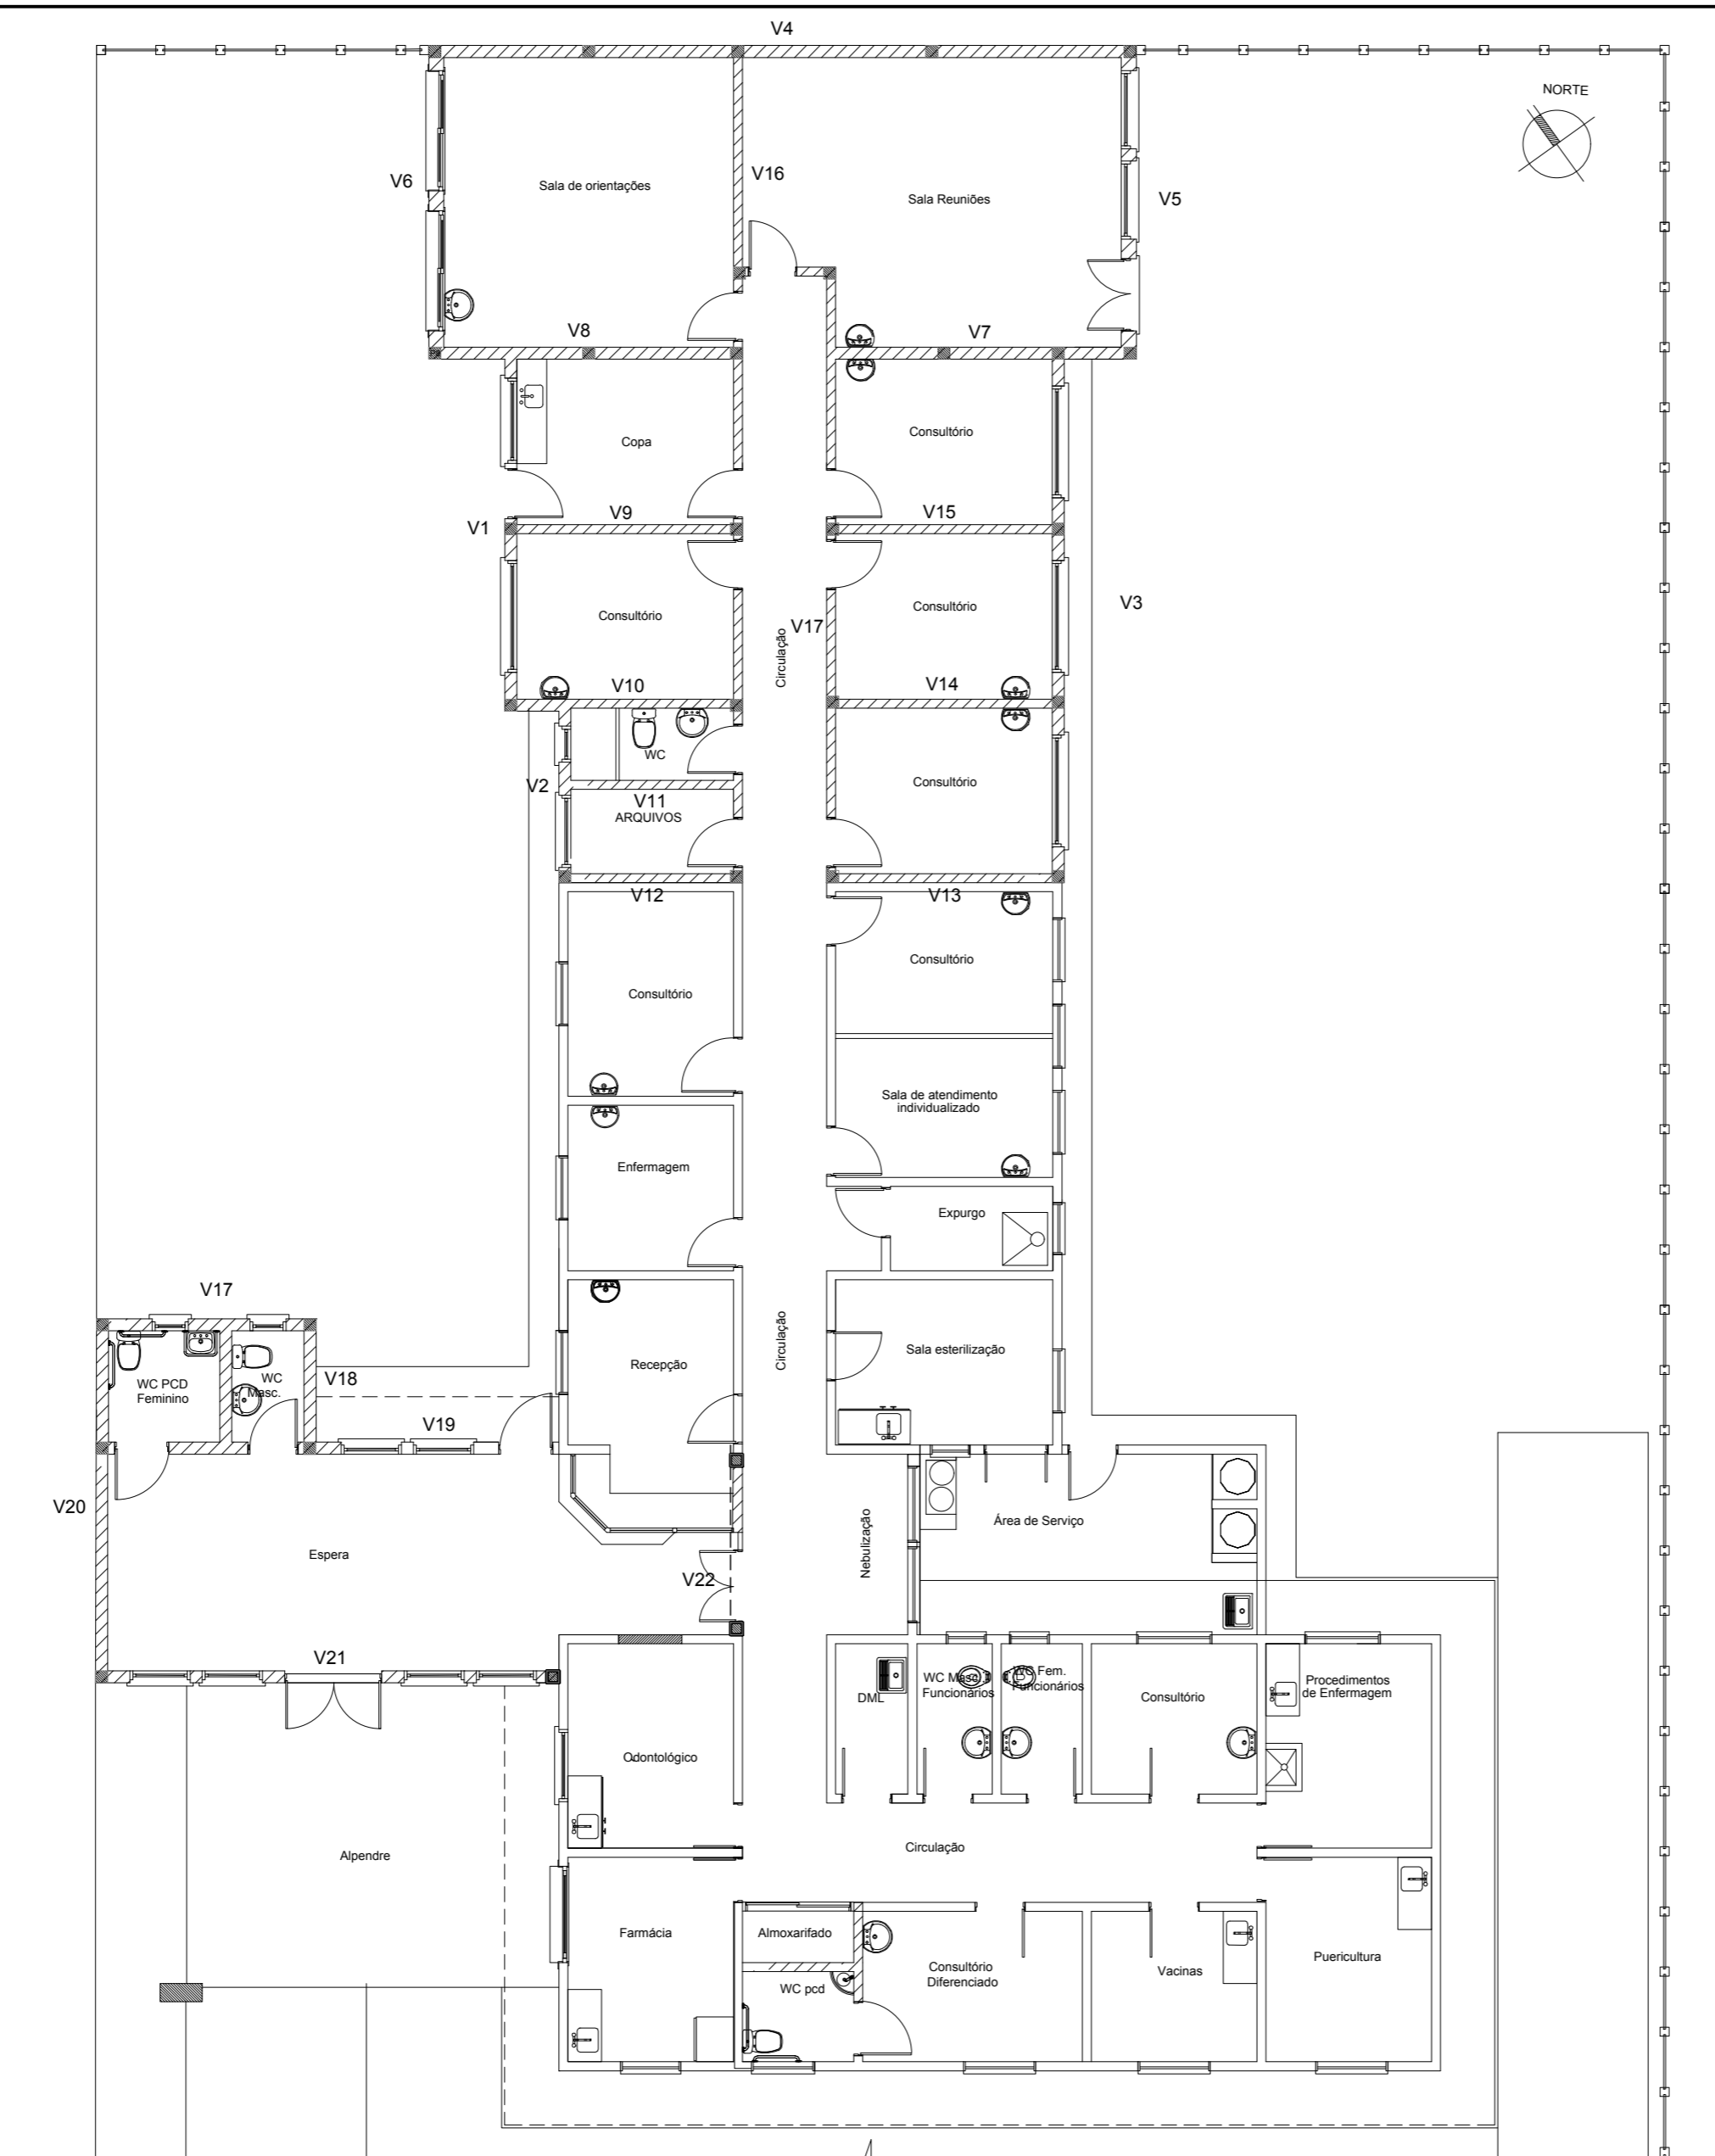 V4
NORTE
V6
Sala de orientações
V16
Sala Reuniões
V5
V8
V7
Copa
Consultório
V9
V15
V1
Consultório
Consultório
V3
V17
Circulação
V10
V14
WC
V2
V11
ARQUIVOS
Consultório
V12
V13
Consultório
Consultório
Sala de atendimento
individualizado
Enfermagem
Expurgo
V17
Circulação
Sala esterilização
Recepção
WC PCD
Feminino
WC
Masc.
V18
V19
V20
Espera
Nebulização
Área de Serviço
V22
V21
DML
WC Masc.
Funcionários
WC Fem.
Funcionários
Consultório
Procedimentos
de Enfermagem
Odontológico
Alpendre
Circulação
Farmácia
Almoxarifado
WC pcd
Consultório
Diferenciado
Vacinas
Puericultura